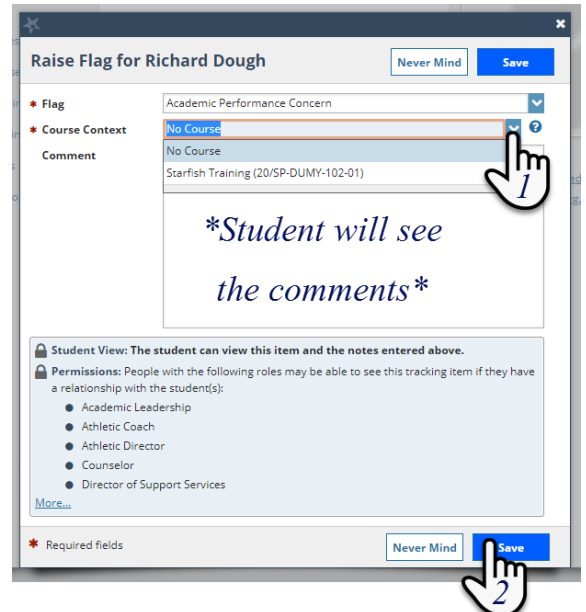 Raise Flag for Richard Dough
Never Mind
Save
* Flag
Academic Performance Concern
* Course Context
No Course
Comment
No Course
Starfish Training (20/SP-DUMY-102-01)
1
*Student will see
the comments*
Student View: The student can view this item and the notes entered above.
Permissions: People with the following roles may be able to see this tracking item if they have
a relationship with the student(s):
Academic Leadership
Athletic Coach
Athletic Director
Counselor
Director of Support Services
More...
* Required fields
Never Mind
Save
2